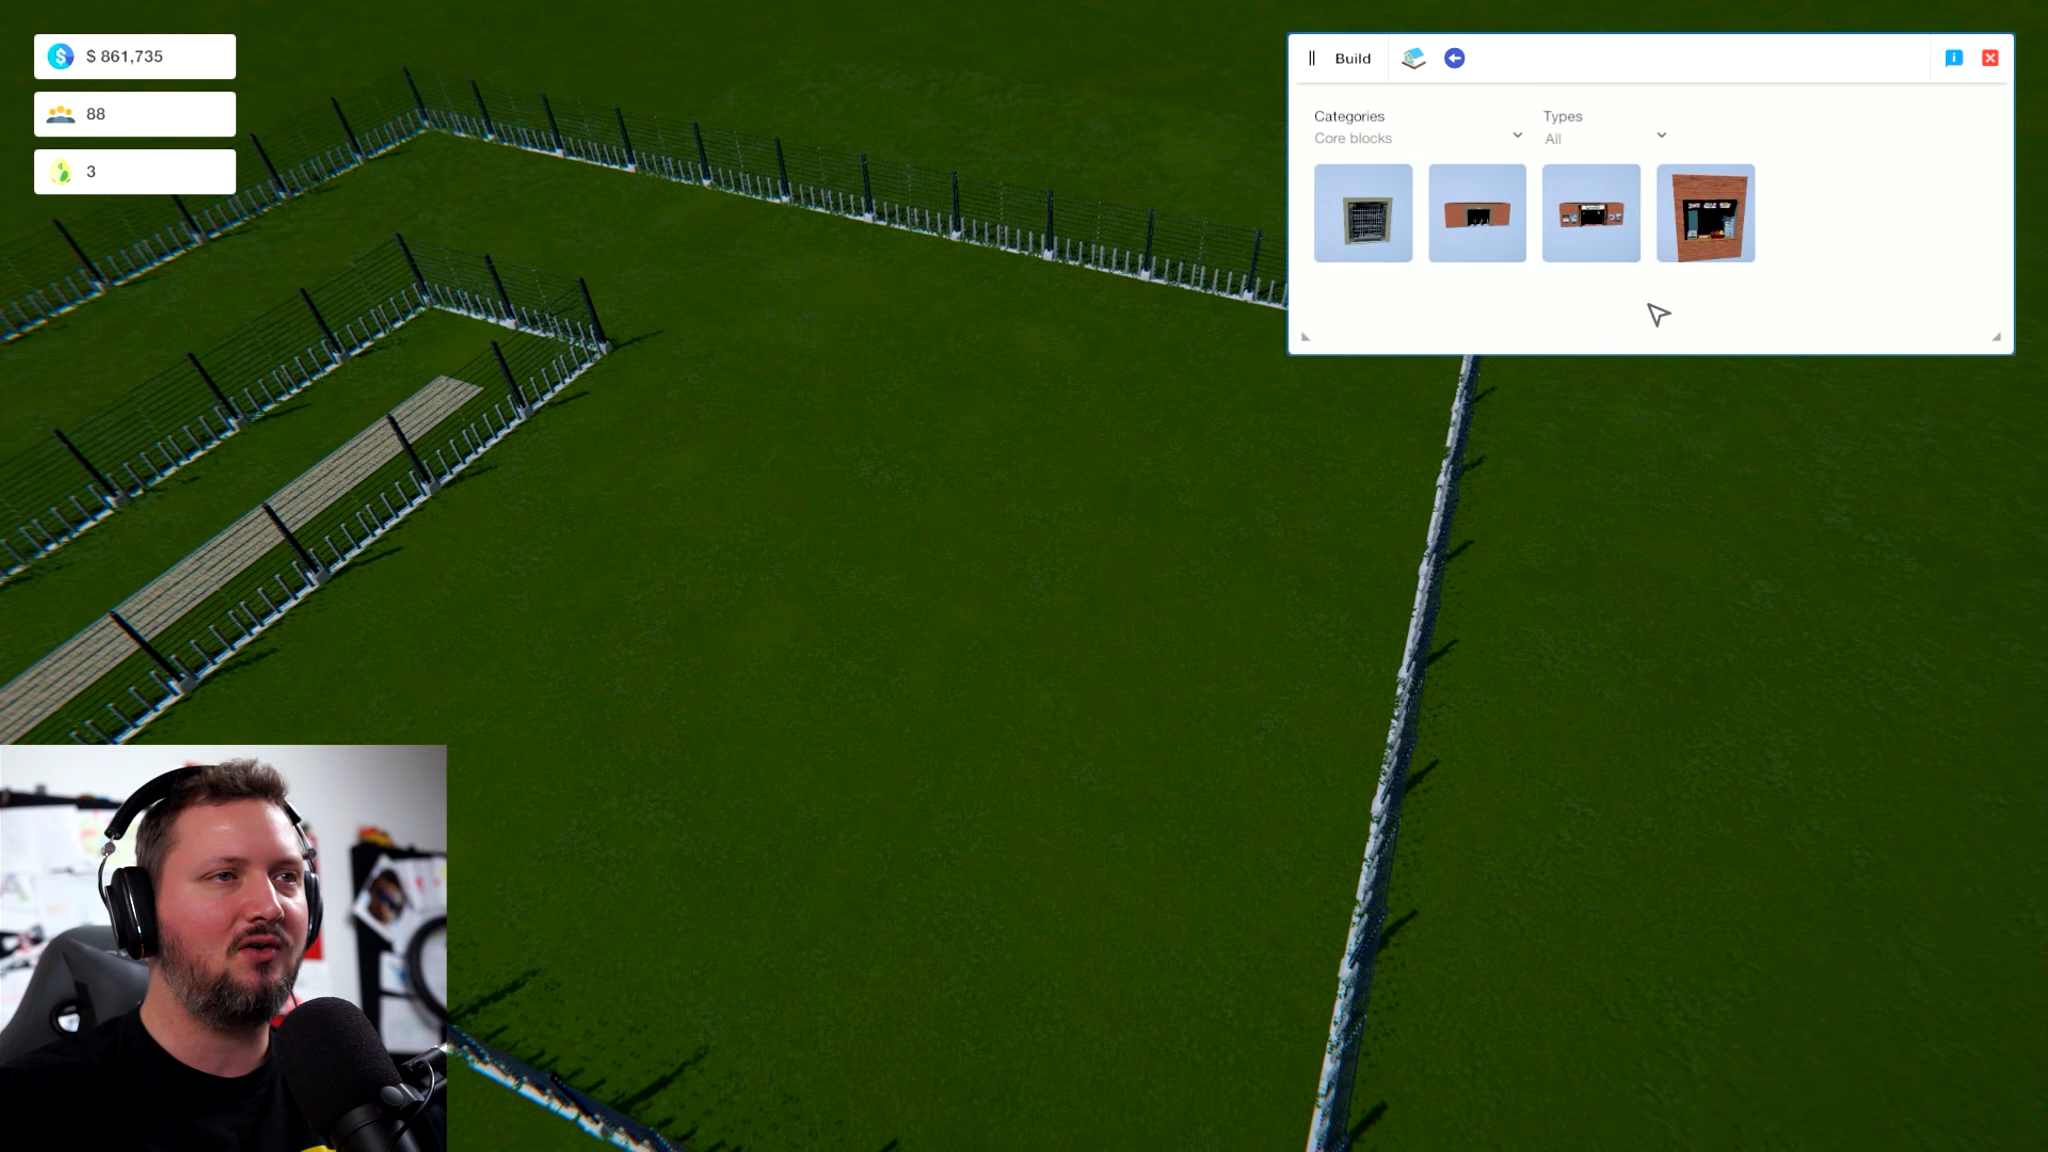 $ 861,735
88
3
Build
Categories
Core blocks
Types
All